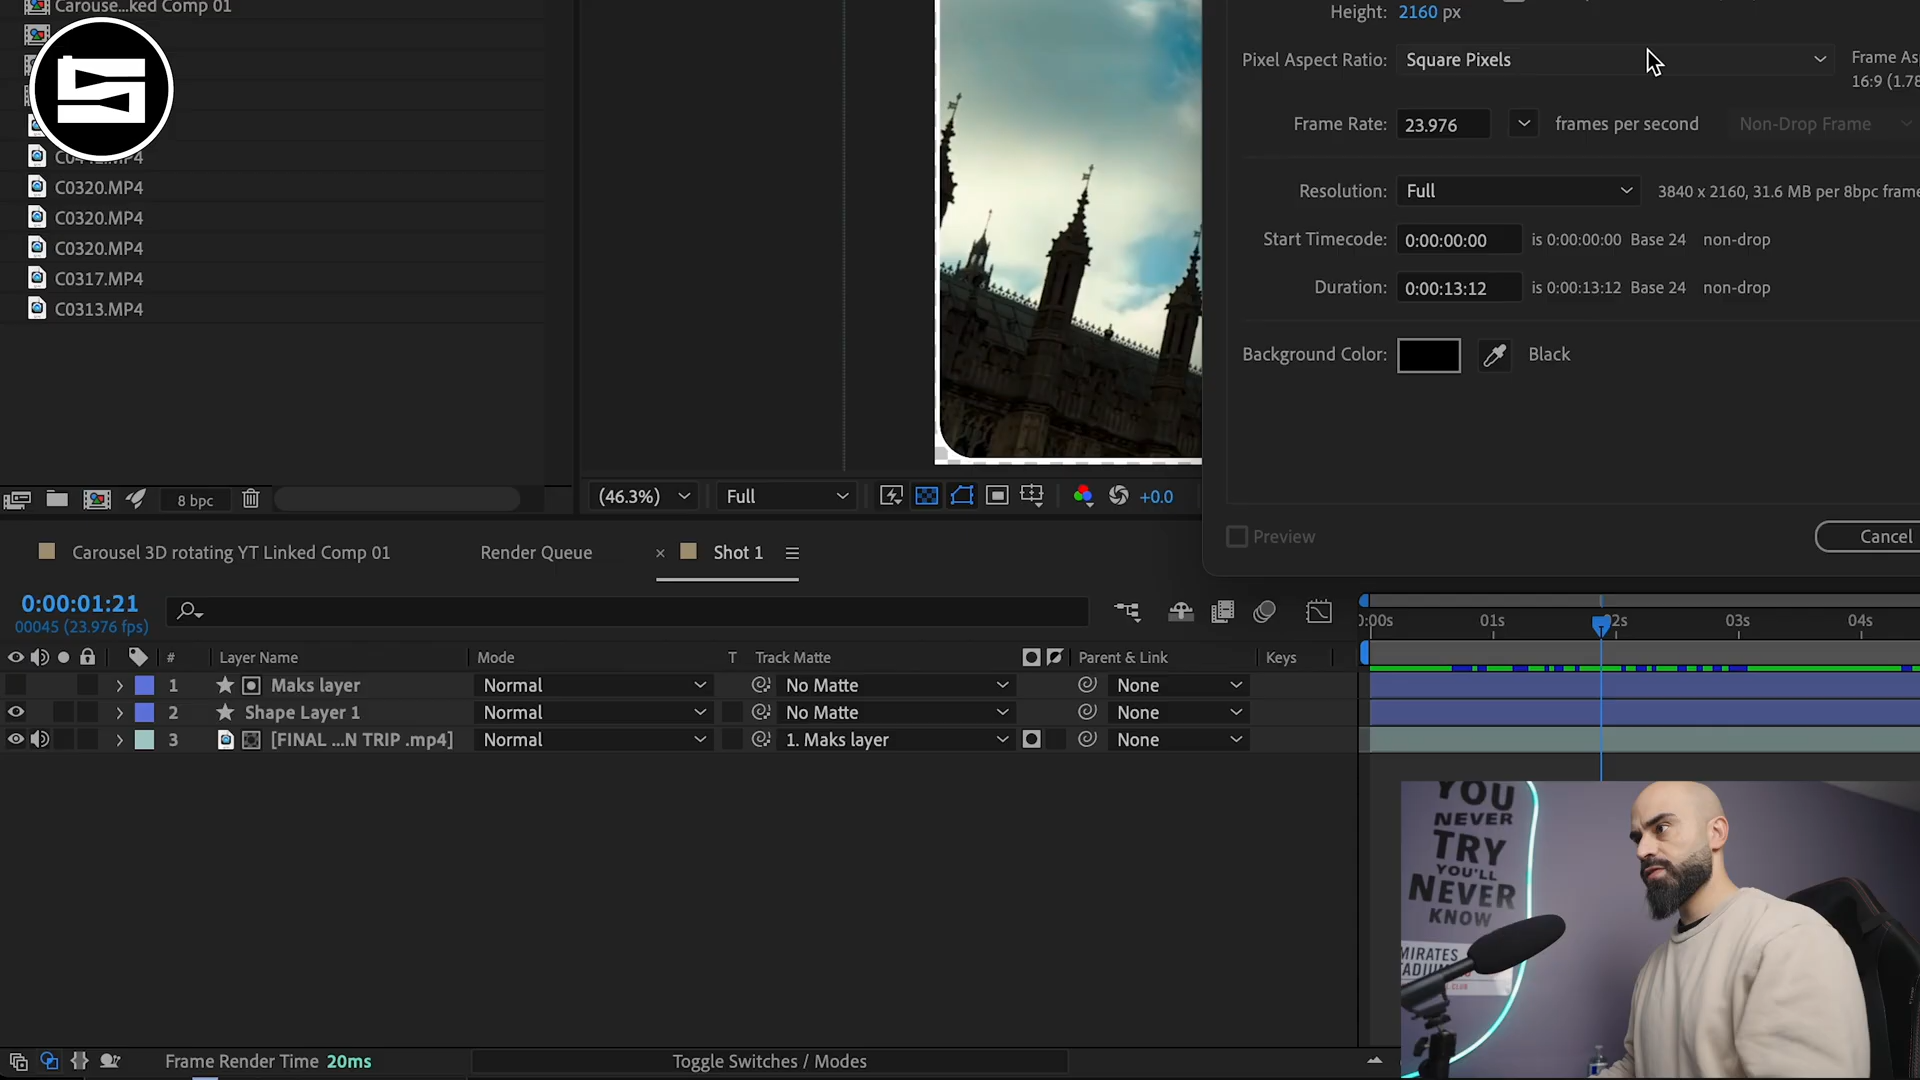 Carouse...ked Comp 01
C0320.MP4
C0320.MP4
C0320.MP4
C0317.MP4
C0313.MP4
8 bpc
Height: 2160 px
Pixel Aspect Ratio: Square Pixels
Frame As
16:9 (1.78
Frame Rate: 23.976 frames per second Non-Drop Frame
Resolution: Full 3840 x 2160, 31.6 MB per 8bpc frame
Start Timecode: 0:00:00:00 is 0:00:00:00 Base 24 non-drop
Duration: 0:00:13:12 is 0:00:13:12 Base 24 non-drop
Background Color: Black
Preview
Cancel
(46.3%) Full +0.0
Carousel 3D rotating YT Linked Comp 01 Render Queue × Shot 1
0:00:01:21
00045 (23.976 fps)
0:00s 01s 02s 03s 04s
# Layer Name Mode T Track Matte Parent & Link Keys
1 Maks layer Normal No Matte None
2 Shape Layer 1 Normal No Matte None
3 [FINAL ...N TRIP .mp4] Normal 1. Maks layer None
YOU
NEVER
TRY
YOU'LL
NEVER
KNOW
Frame Render Time 20ms
Toggle Switches / Modes